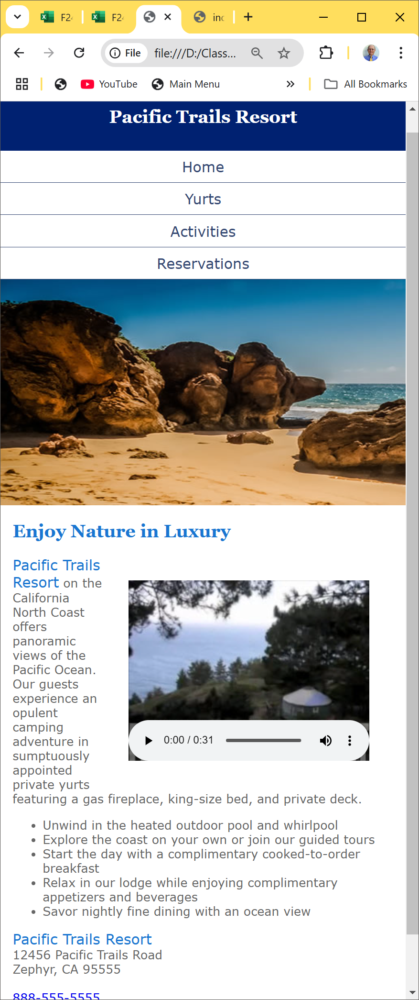 F2
F2
inc
File
file:///D:/Class...
YouTube
Main Menu
All Bookmarks
Pacific Trails Resort
Home
Yurts
Activities
Reservations
Enjoy Nature in Luxury
Pacific Trails
Resort on the
California
North Coast
offers
panoramic
views of the
Pacific Ocean.
Our guests
experience an
opulent
camping
adventure in
sumptuously
appointed
private yurts
featuring a gas fireplace, king-size bed, and private deck.
0:00 / 0:31
• Unwind in the heated outdoor pool and whirlpool
• Explore the coast on your own or join our guided tours
• Start the day with a complimentary cooked-to-order
breakfast
• Relax in our lodge while enjoying complimentary
appetizers and beverages
• Savor nightly fine dining with an ocean view
Pacific Trails Resort
12456 Pacific Trails Road
Zephyr, CA 95555
888-555-5555